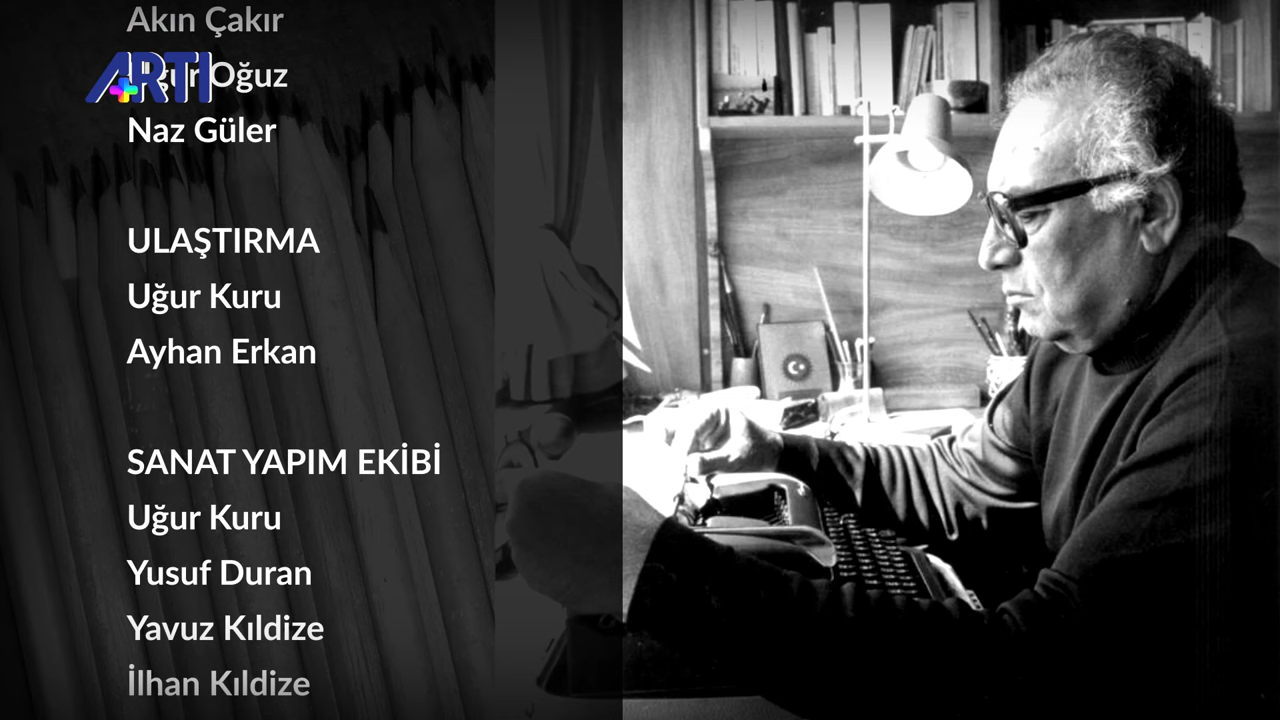 Akın Çakır
ARTI
Oğuz
Naz Güler
ULAŞTIRMA
Uğur Kuru
Ayhan Erkan
SANAT YAPIM EKİBİ
Uğur Kuru
Yusuf Duran
Yavuz Kıldize
İlhan Kıldize